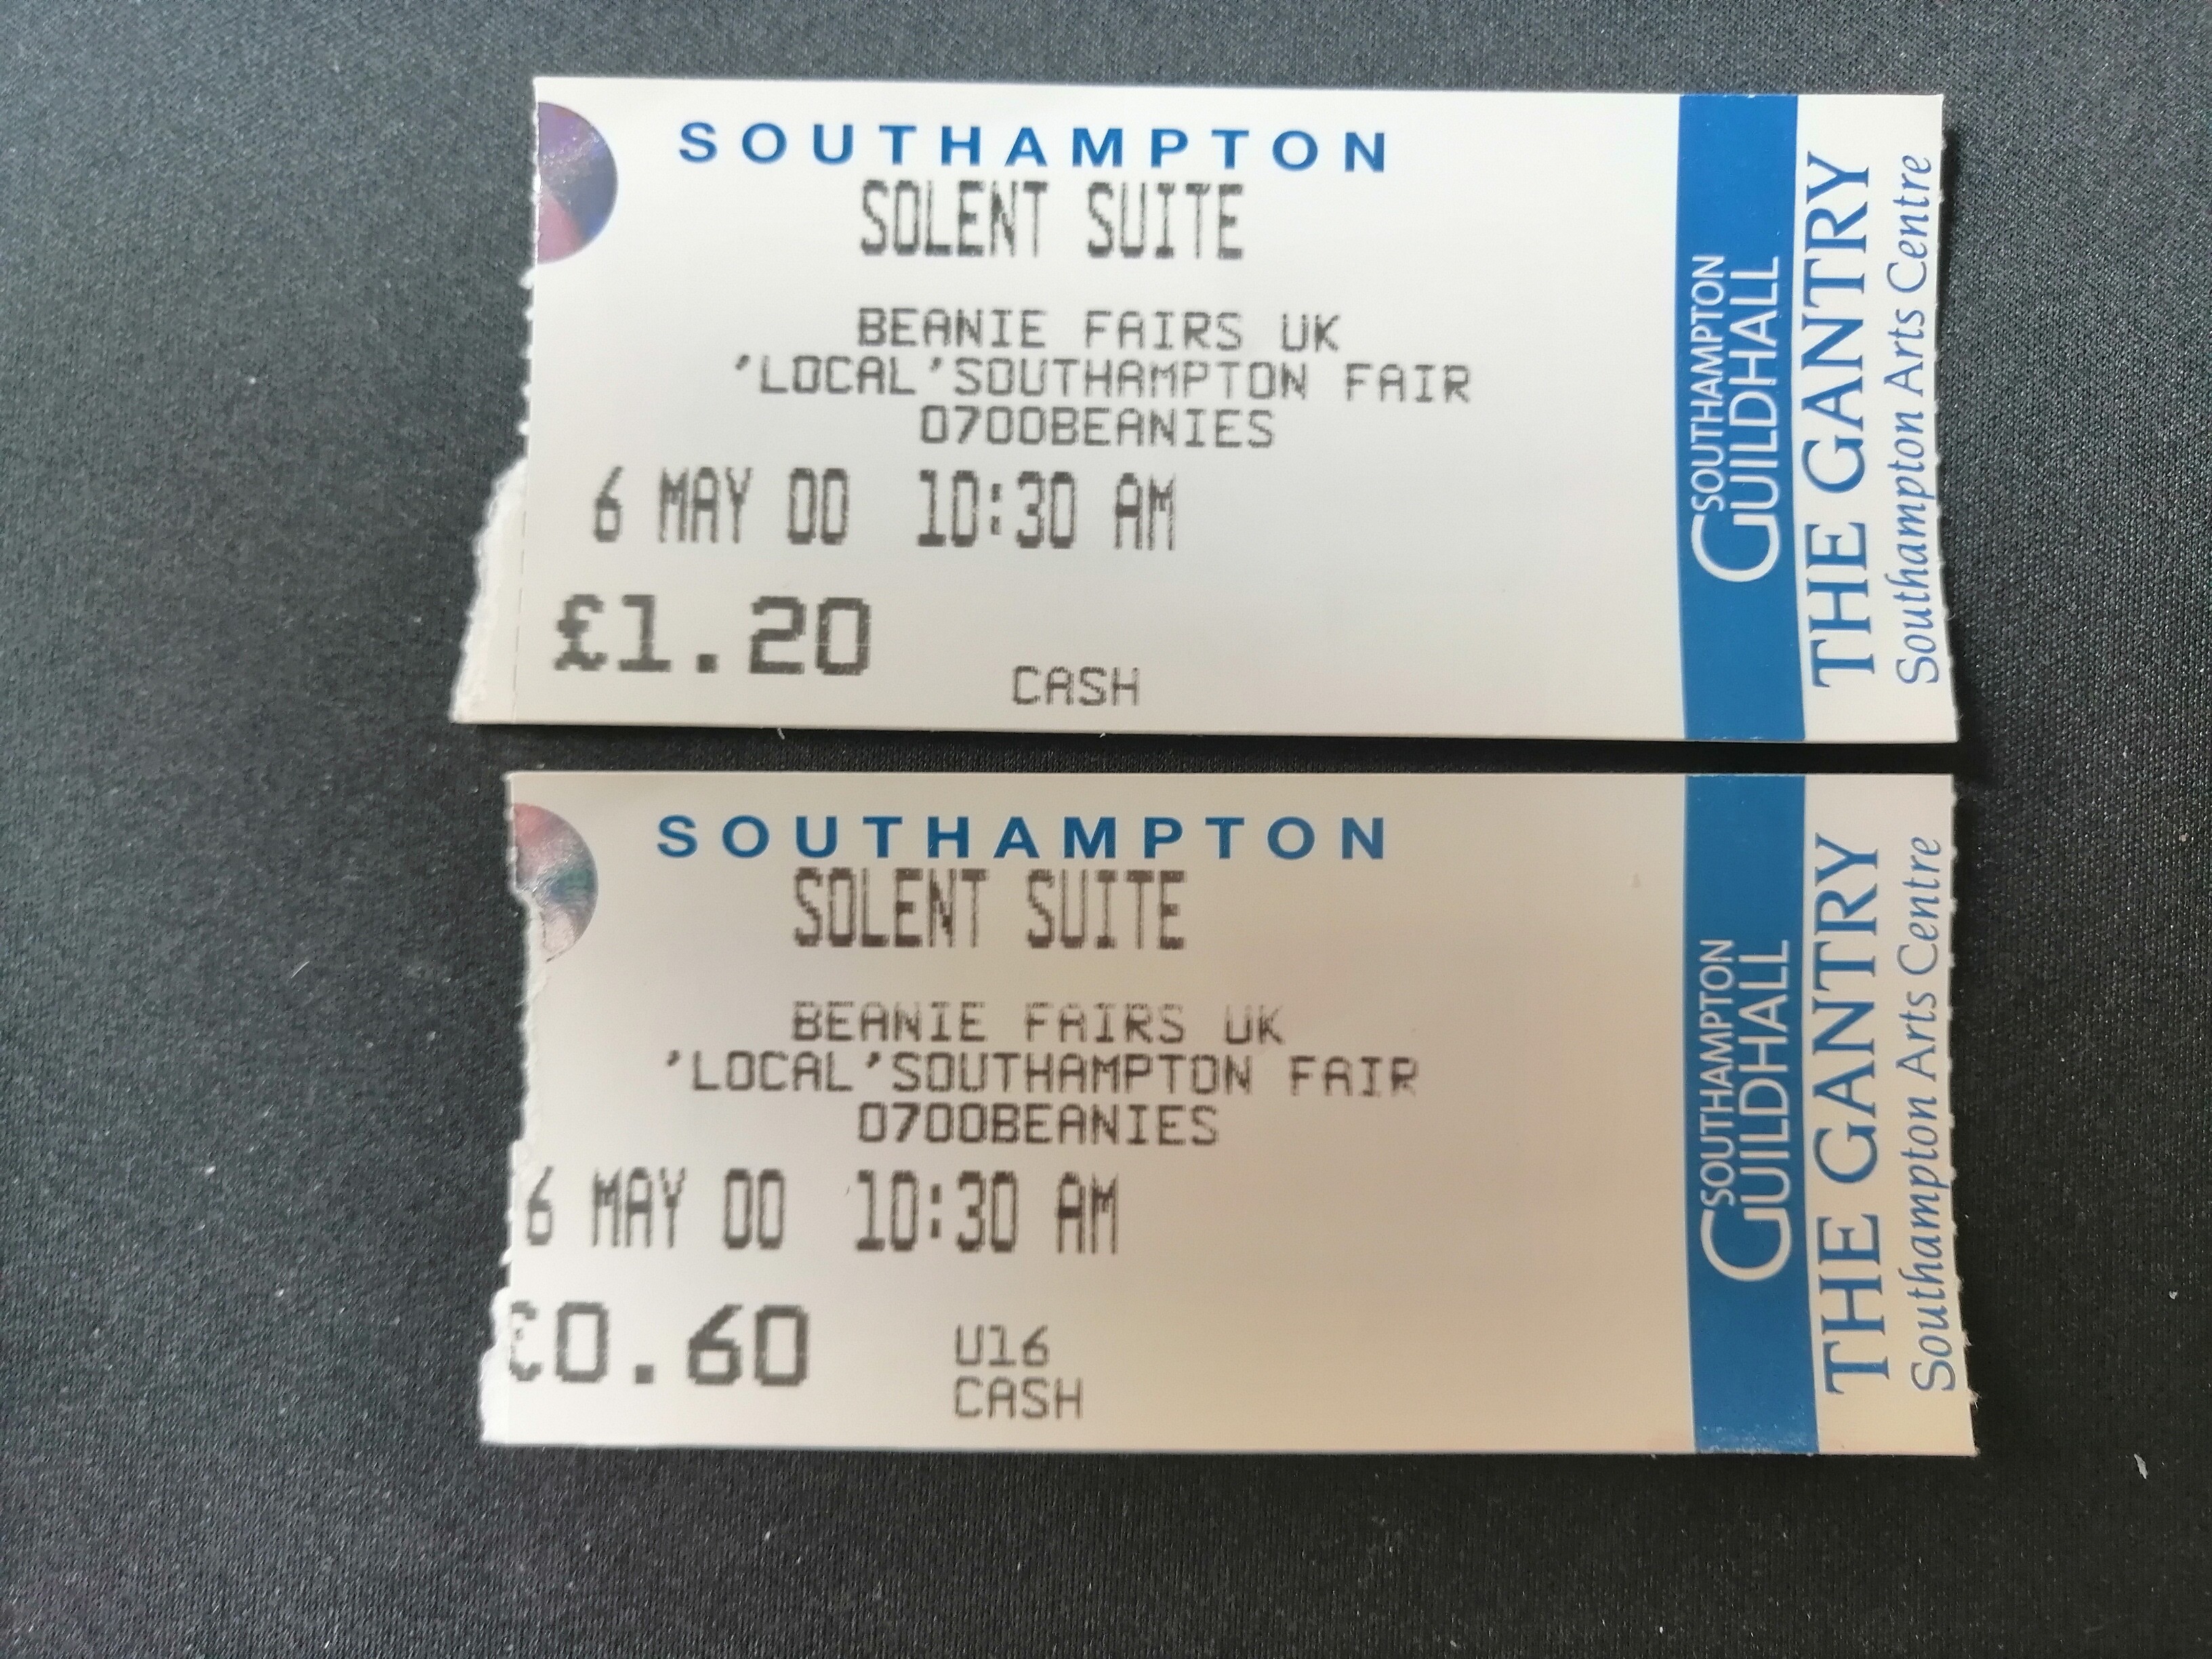 SOUTHAMPTON
SOLENT SUITE
BEANIE FAIRS UK
'LOCAL'SOUTHAMPTON FAIR
0700BEANIES
6 MAY 00 10:30 AM
£1.20
CASH
SOUTHAMPTON
GUILDHALL
THE GANTRY
Southampton Arts Centre
SOUTHAMPTON
SOLENT SUITE
BEANIE FAIRS UK
'LOCAL'SOUTHAMPTON FAIR
0700BEANIES
6 MAY 00 10:30 AM
£0.60
U16
CASH
SOUTHAMPTON
GUILDHALL
THE GANTRY
Southampton Arts Centre